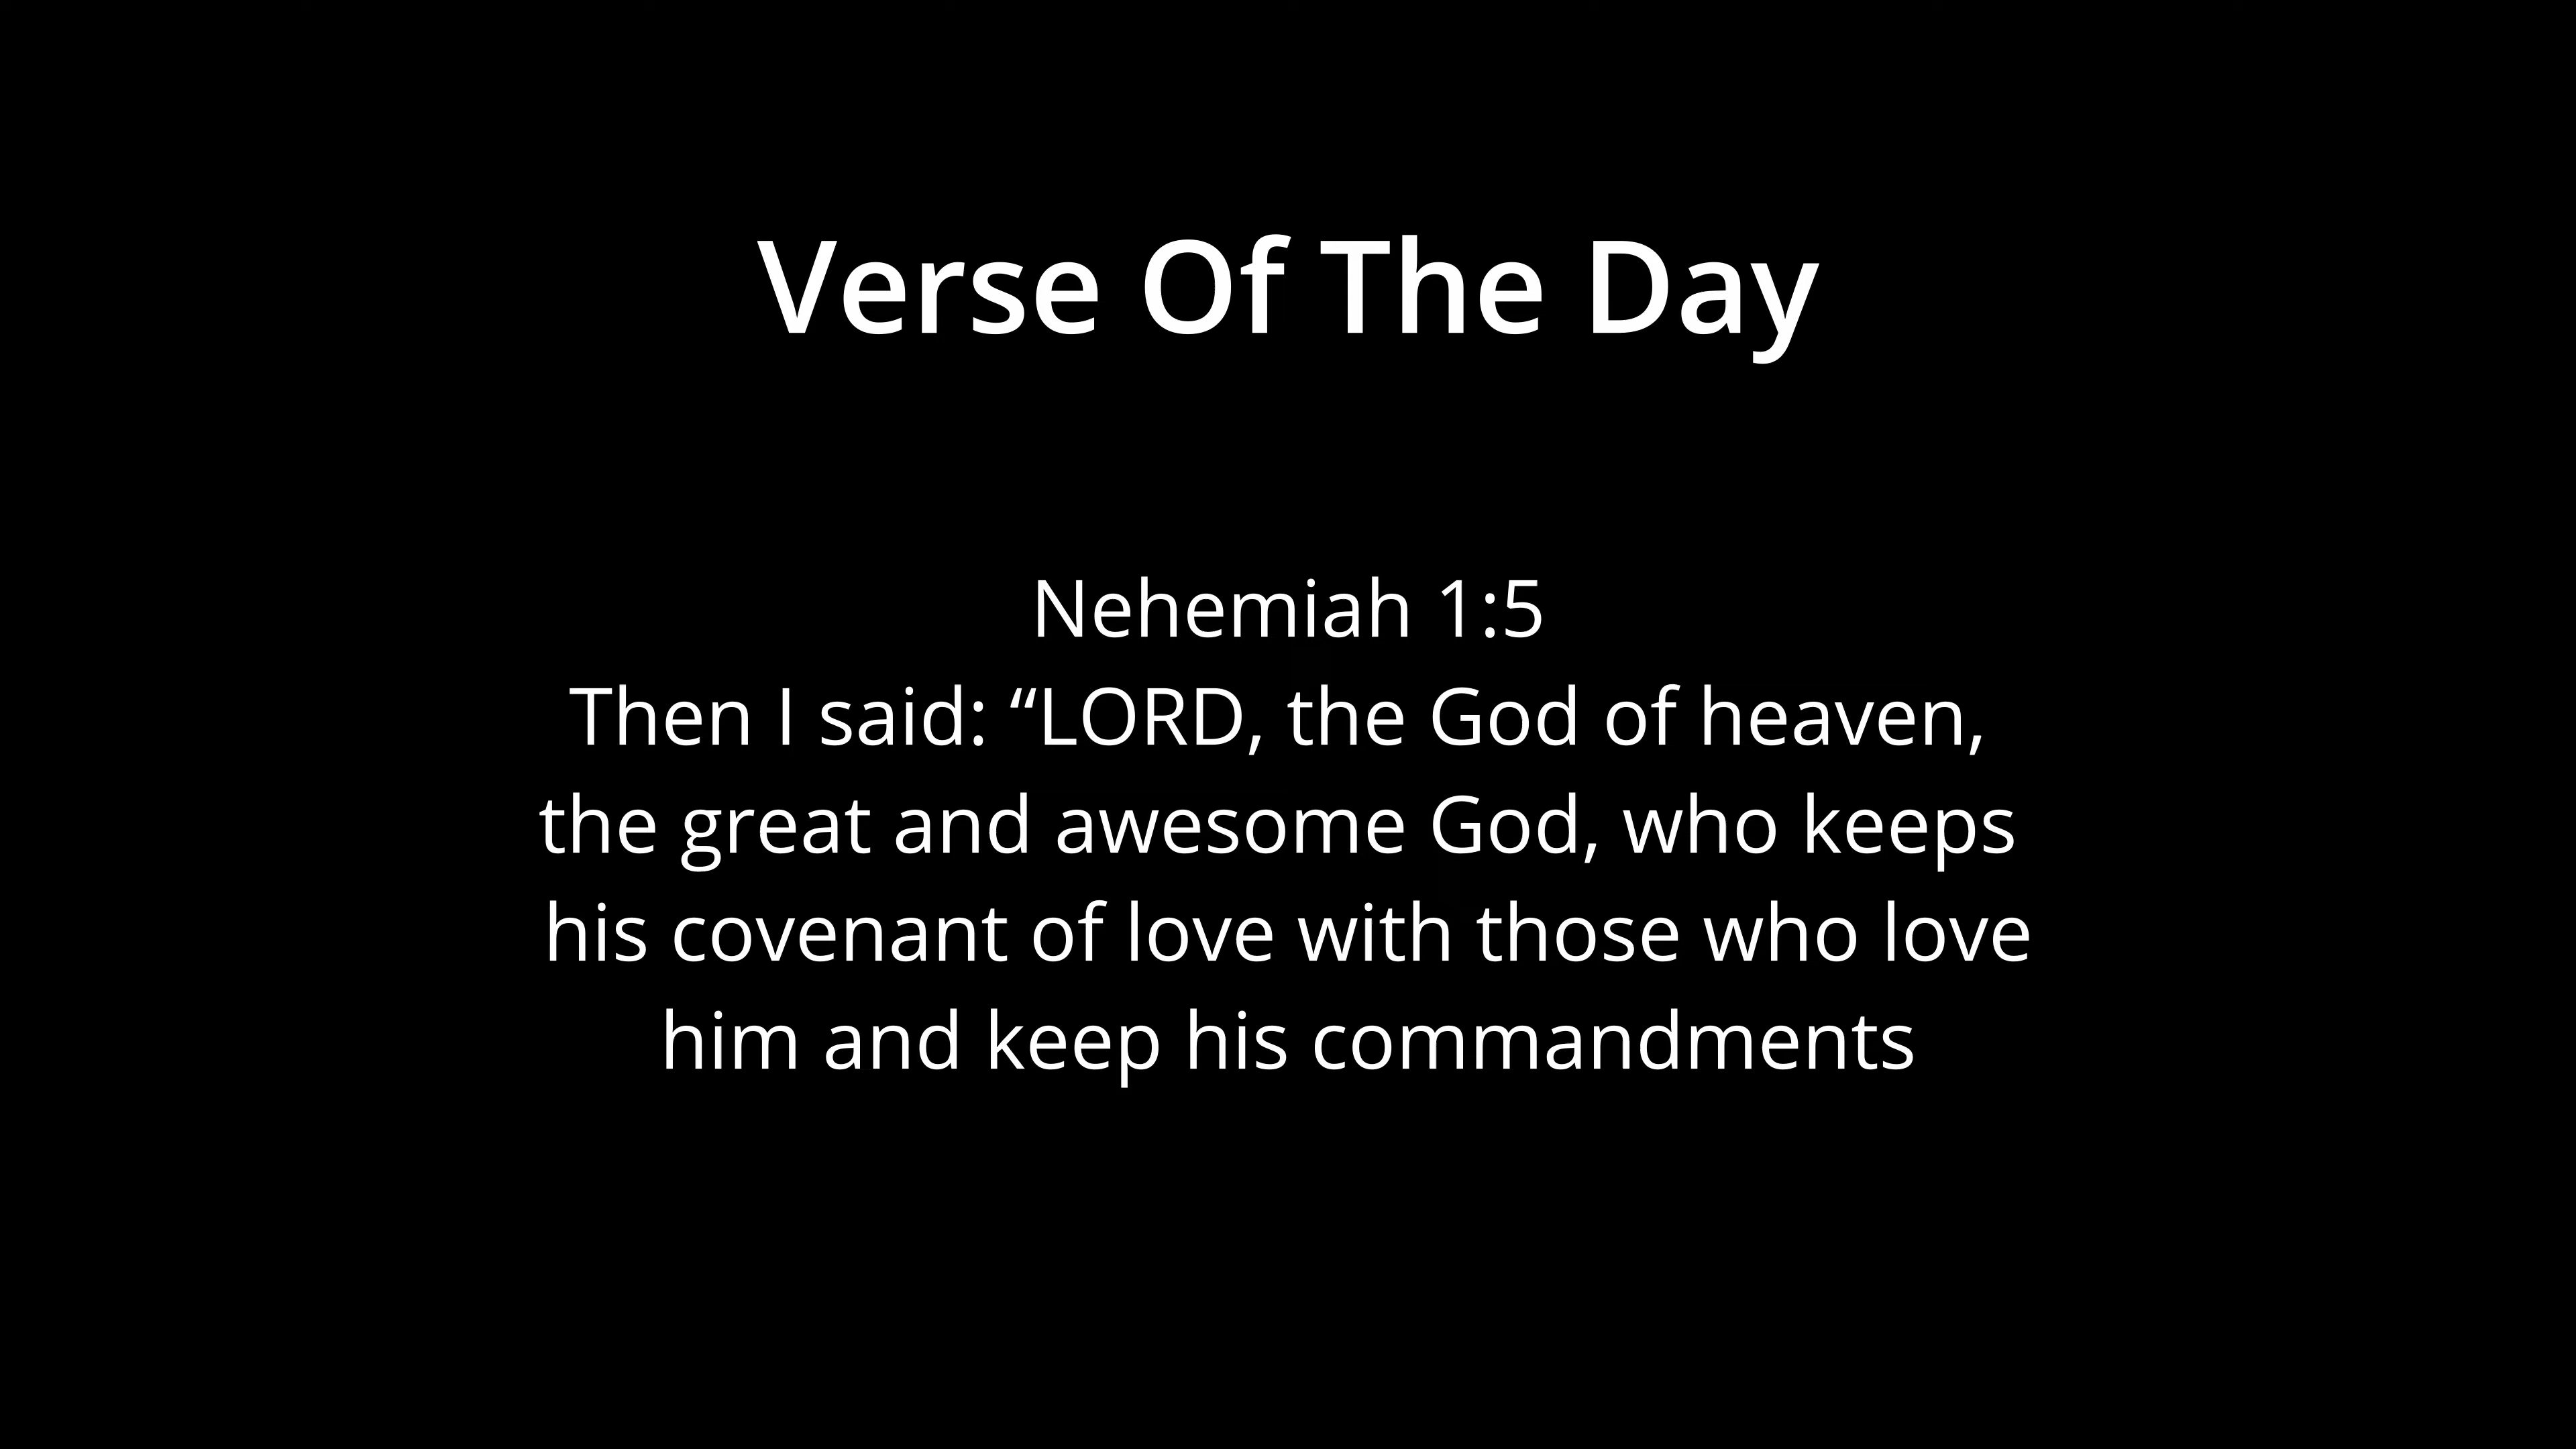 Verse Of The Day
Nehemiah 1:5
Then I said: “LORD, the God of heaven,
the great and awesome God, who keeps
his covenant of love with those who love
him and keep his commandments